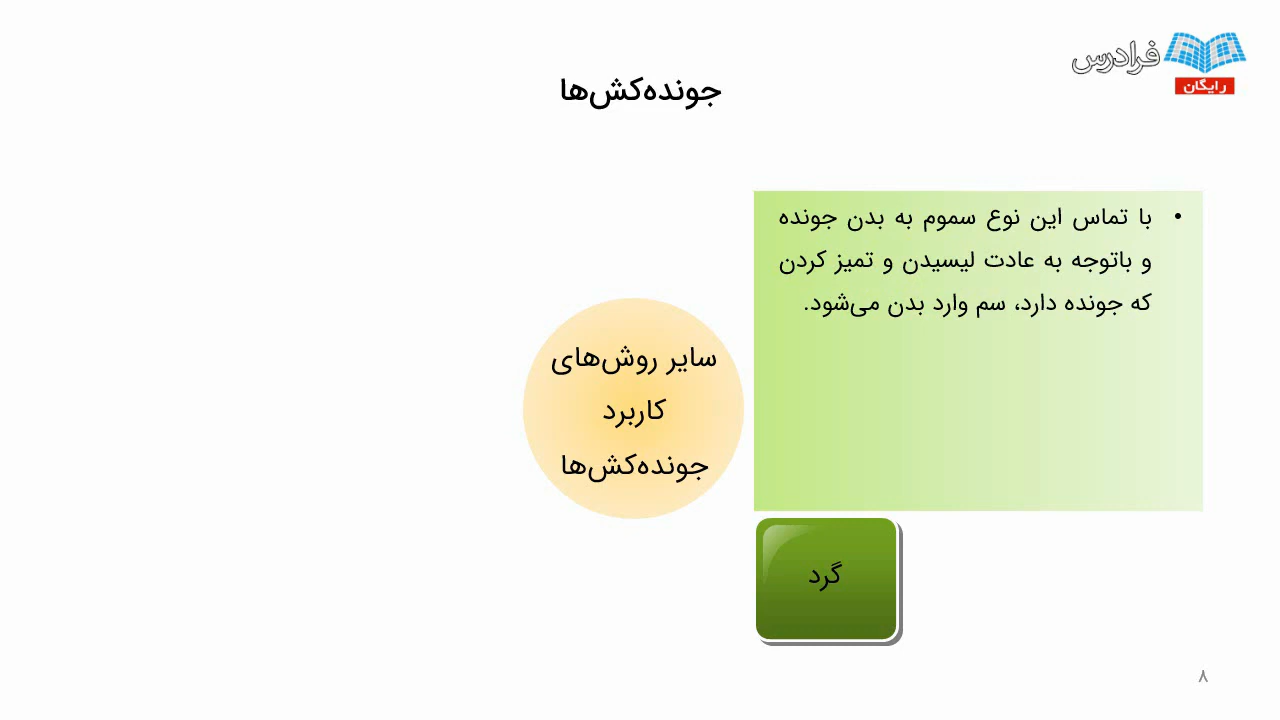 فرادرس
رایگان
جونده‌کش‌ها
• با تماس این نوع سموم به بدن جونده
و باتوجه به عادت لیسیدن و تمیز کردن
که جونده دارد، سم وارد بدن می‌شود.
سایر روش‌های
کاربرد
جونده‌کش‌ها
گرد
۸